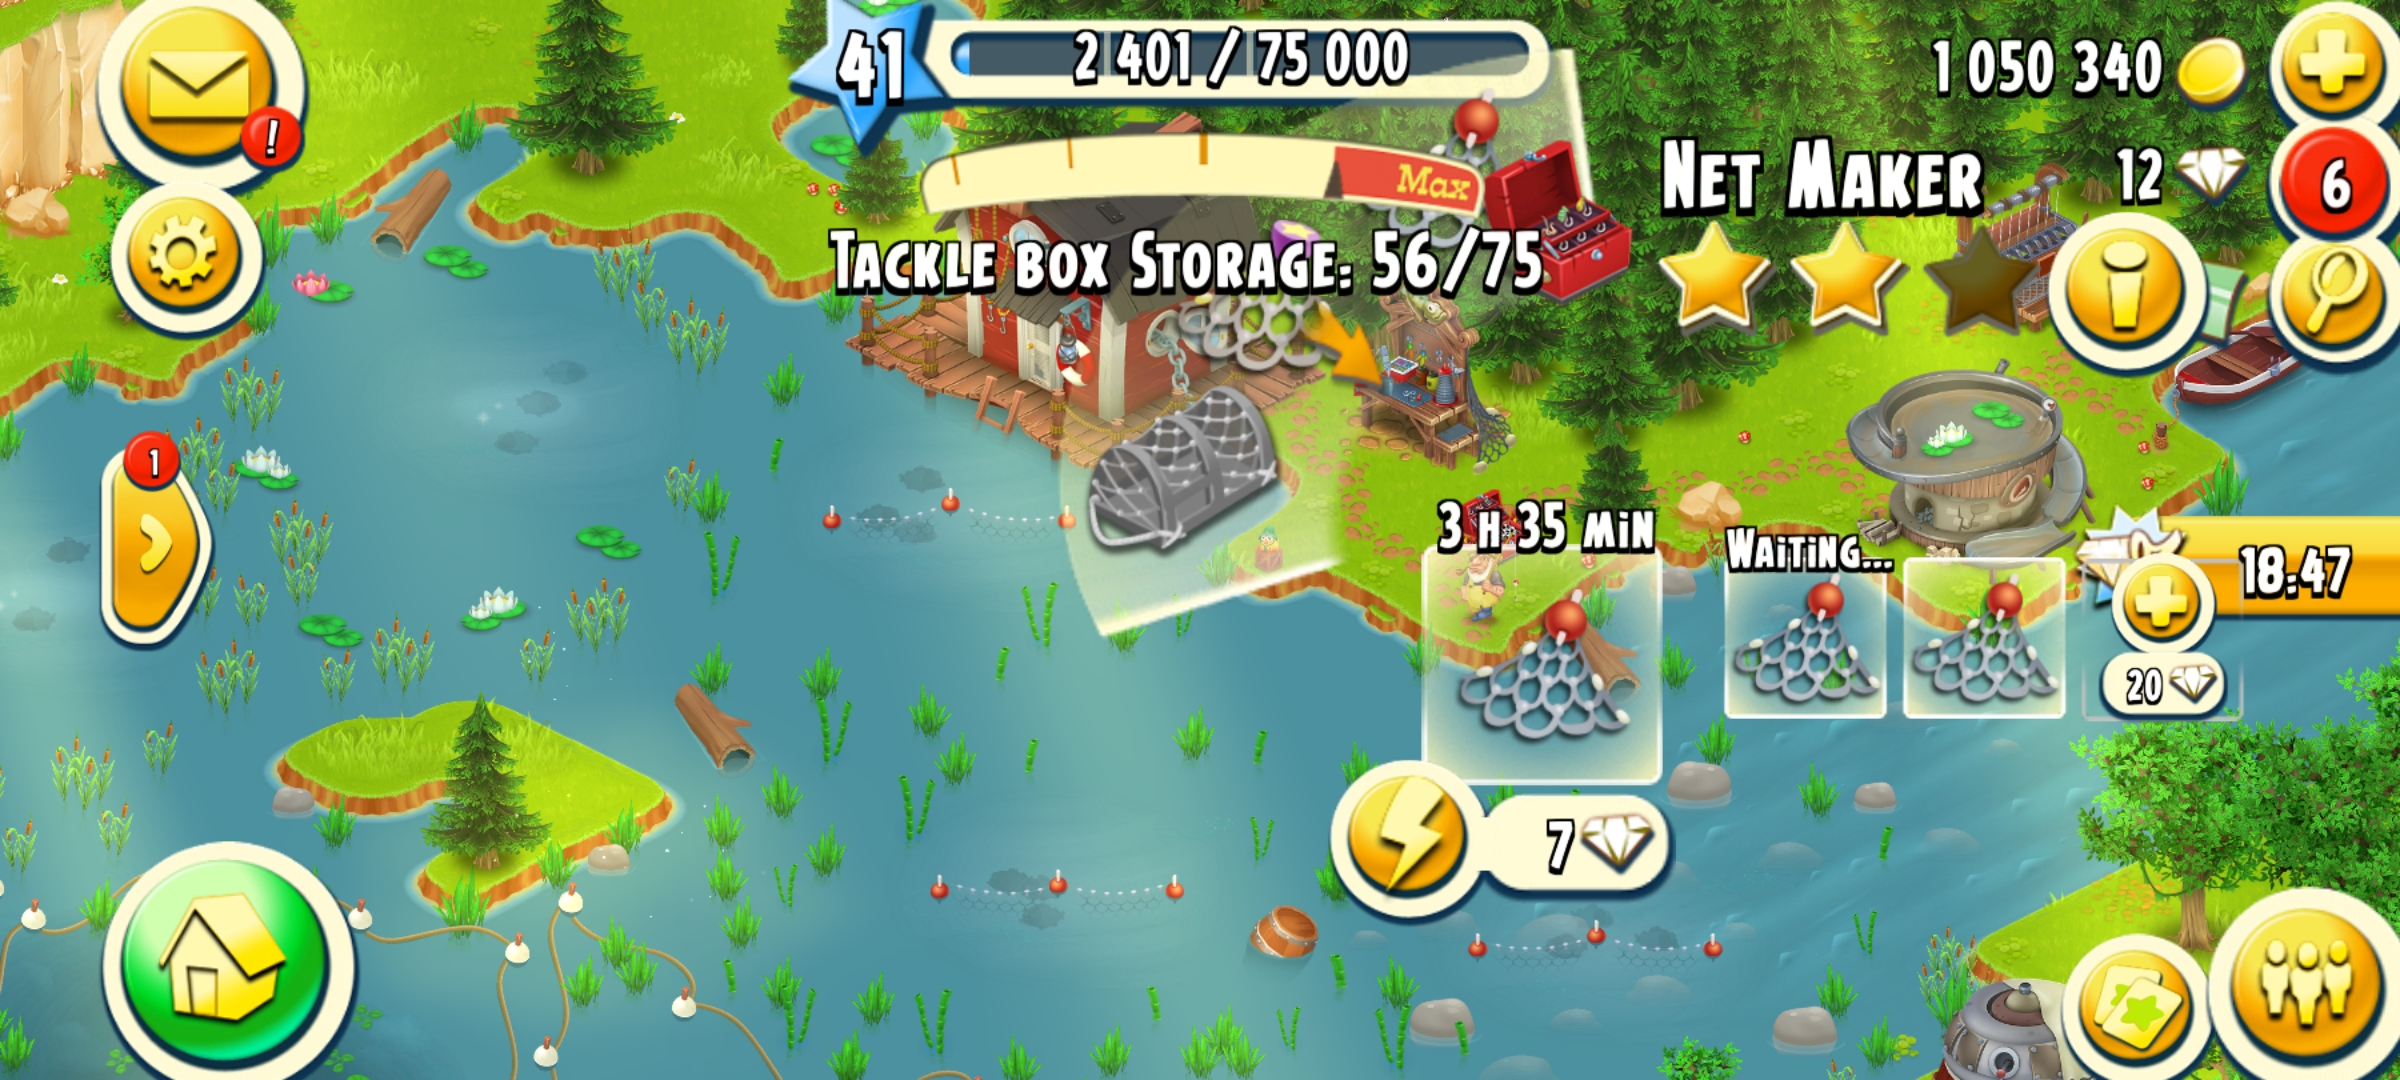 41
2 401 / 75 000
1 050 340
!
Max
NET MAKER
12
6
TACKLE BOX STORAGE: 56/75
1
3 H 35 MIN
WAITING...
18:47
20
7